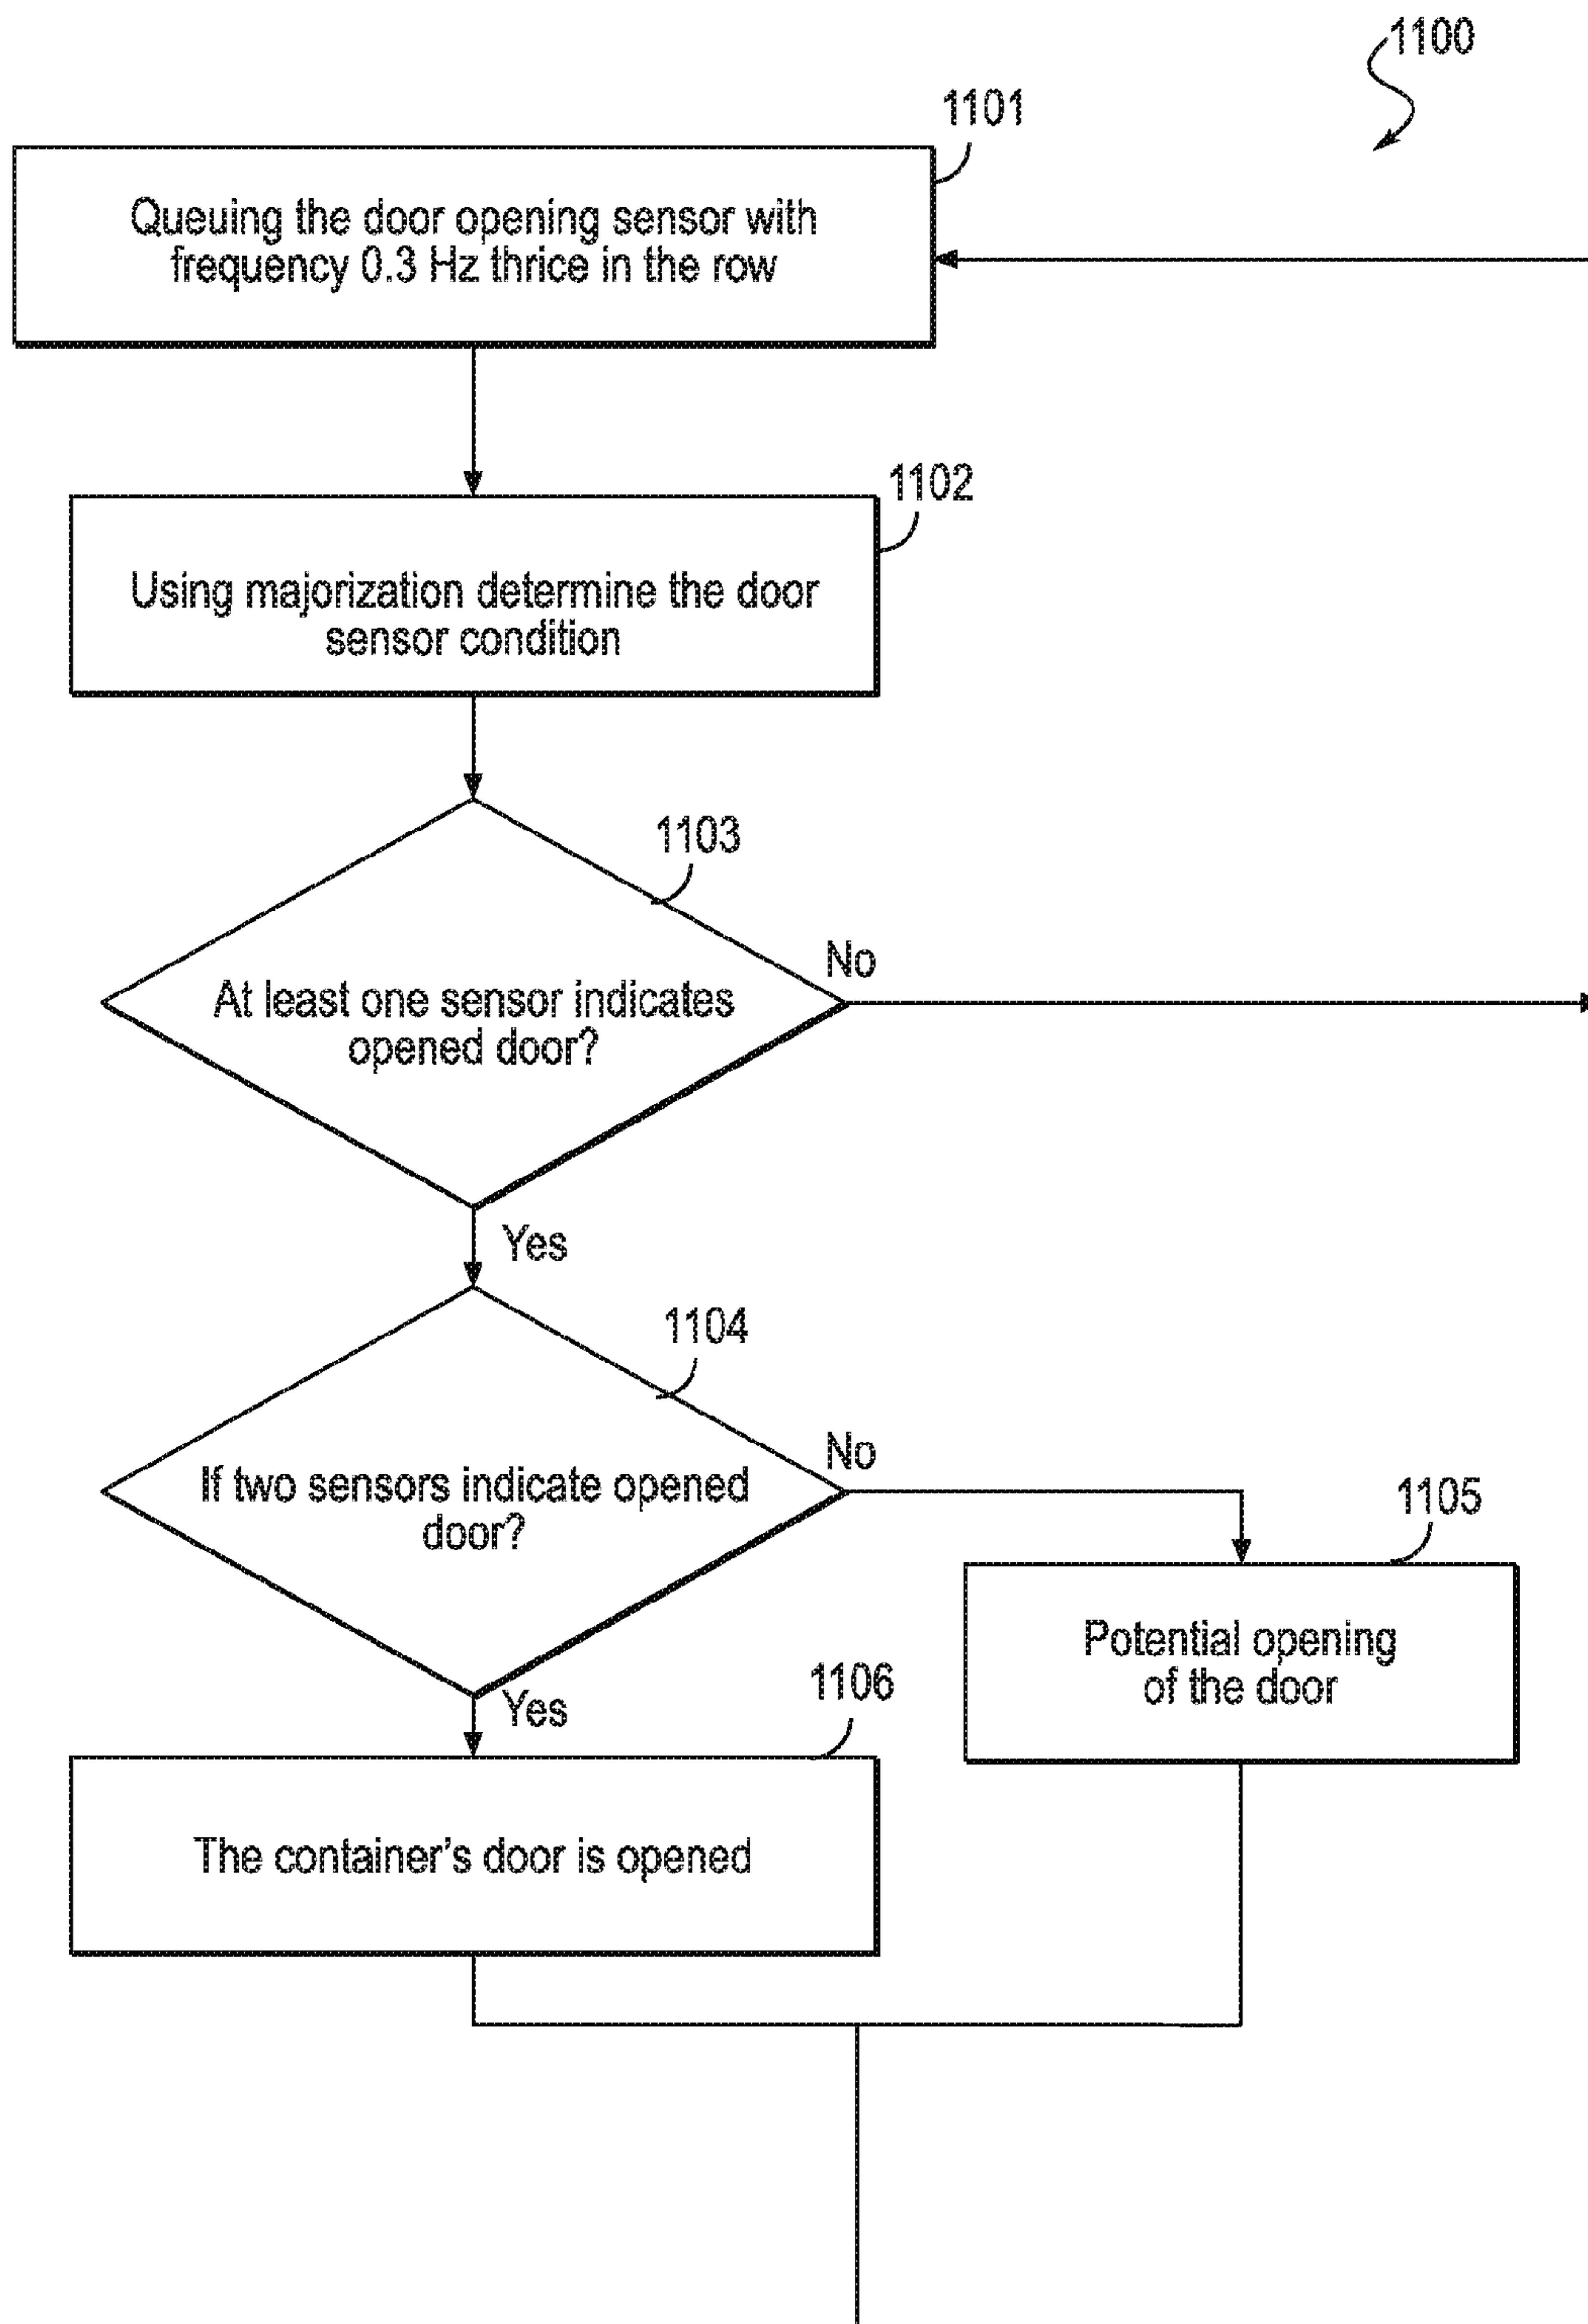 1100
1101
Queuing the door opening sensor with
frequency 0.3 Hz thrice in the row
1102
Using majorization determine the door
sensor condition
1103
No
At least one sensor indicates
opened door?
Yes
1104
No
If two sensors indicate opened
door?
1105
Potential opening
of the door
Yes
1106
The container's door is opened